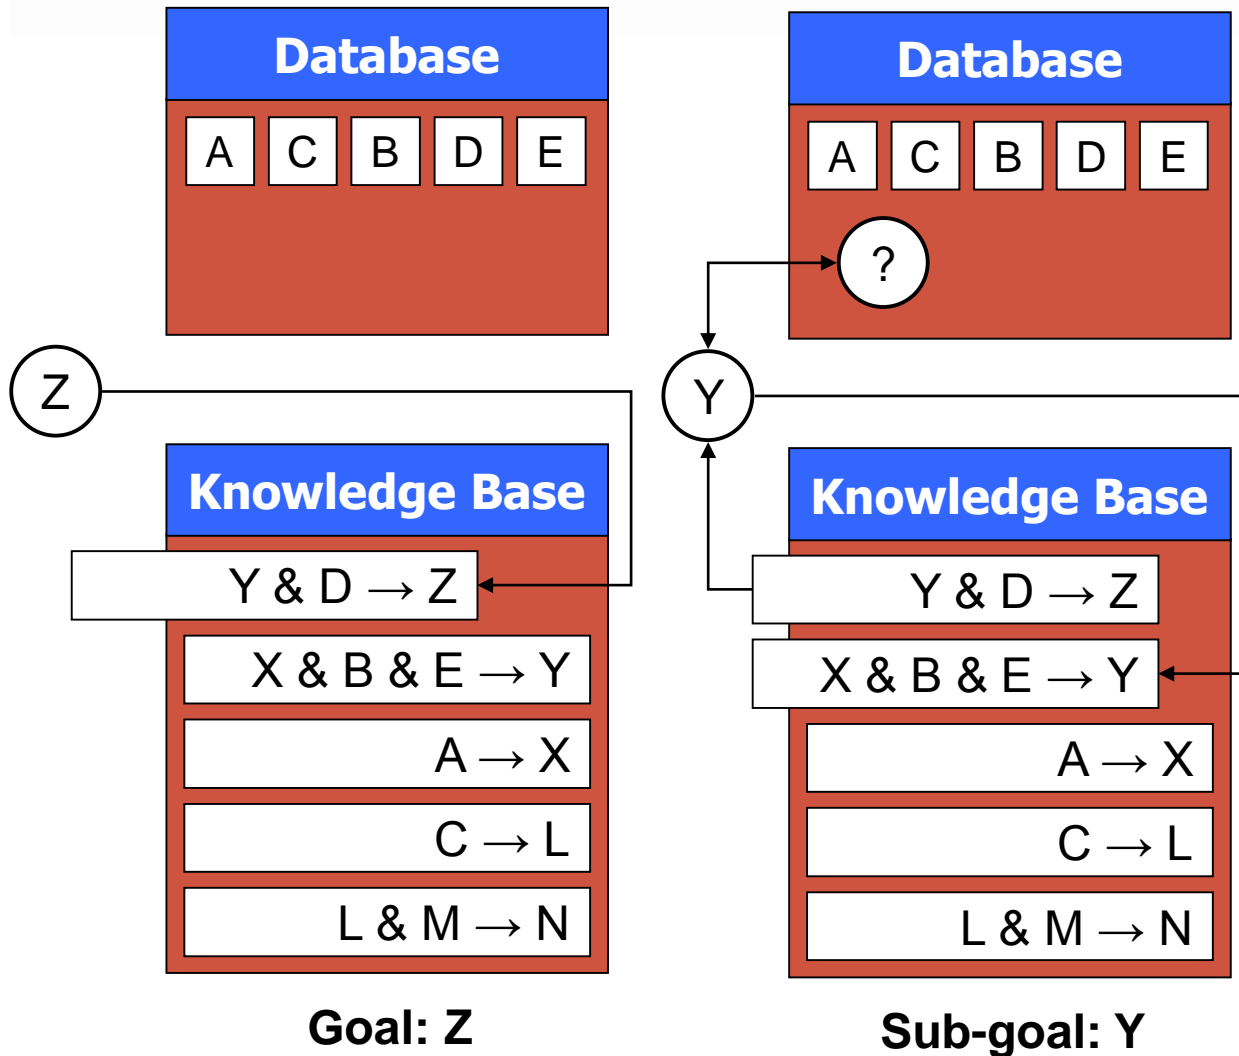 Database
A C B D E
Z
Knowledge Base
Y & D → Z
X & B & E → Y
A → X
C → L
L & M → N
Goal: Z
Database
A C B D E
?
Y
Knowledge Base
Y & D → Z
X & B & E → Y
A → X
C → L
L & M → N
Sub-goal: Y